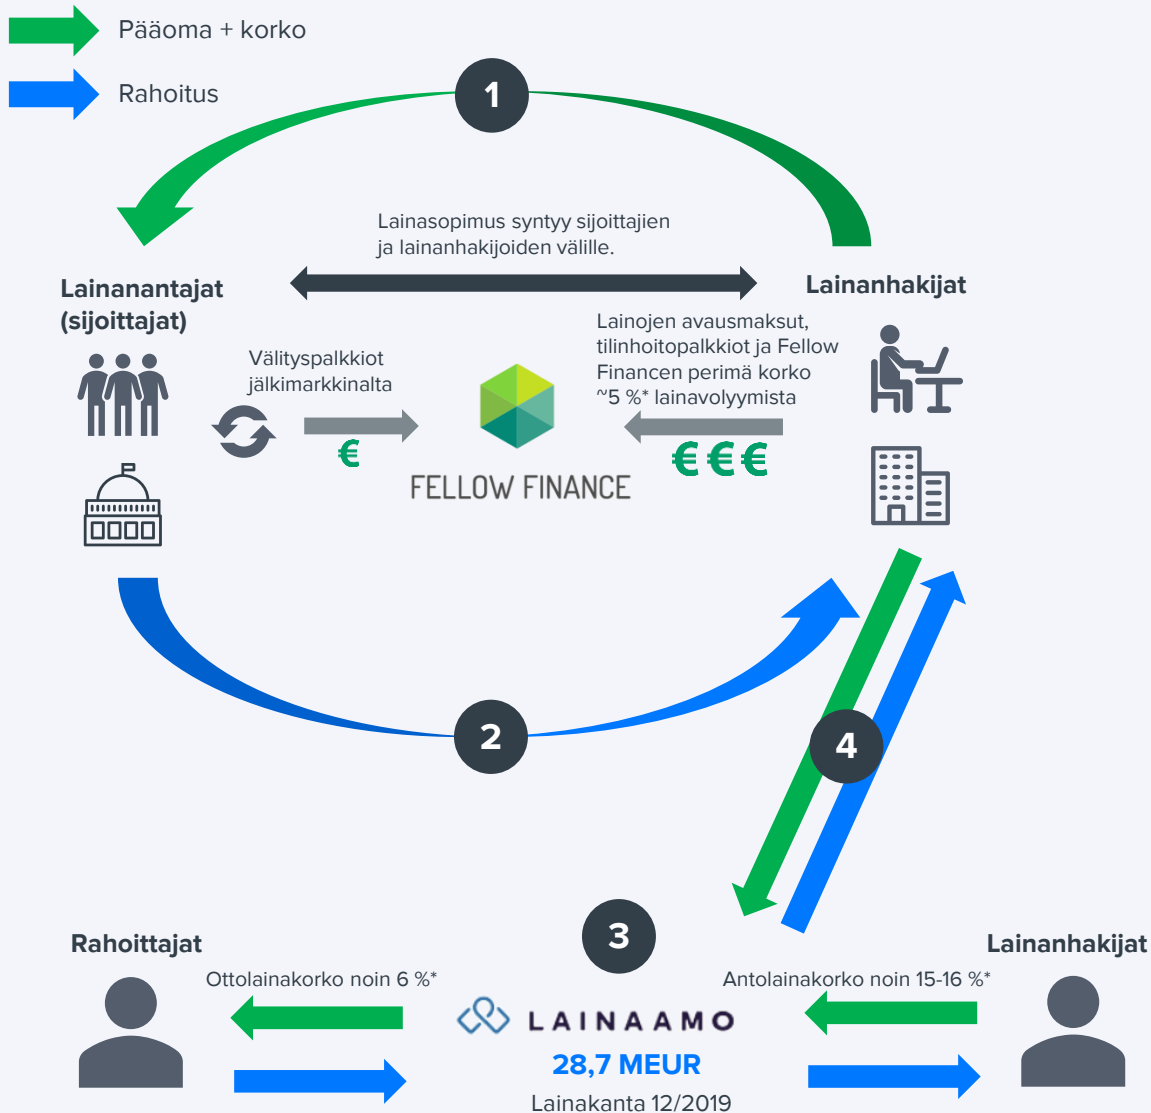 Pääoma + korko
Rahoitus
1
Lainasopimus syntyy sijoittajien
ja lainanhakijoiden välille.
Lainanantajat
(sijoittajat)
Lainanhakijat
Välityspalkkiot
jälkimarkkinalta
€
Lainojen avausmaksut,
tilinhoitopalkkiot ja Fellow
Financen perimä korko
~5 %* lainavolyymista
€€€
FELLOW FINANCE
2
4
3
Rahoittajat
Ottolainakorko noin 6 %*
LAINAAMO
28,7 MEUR
Lainakanta 12/2019
Lainanhakijat
Antolainakorko noin 15-16 %*